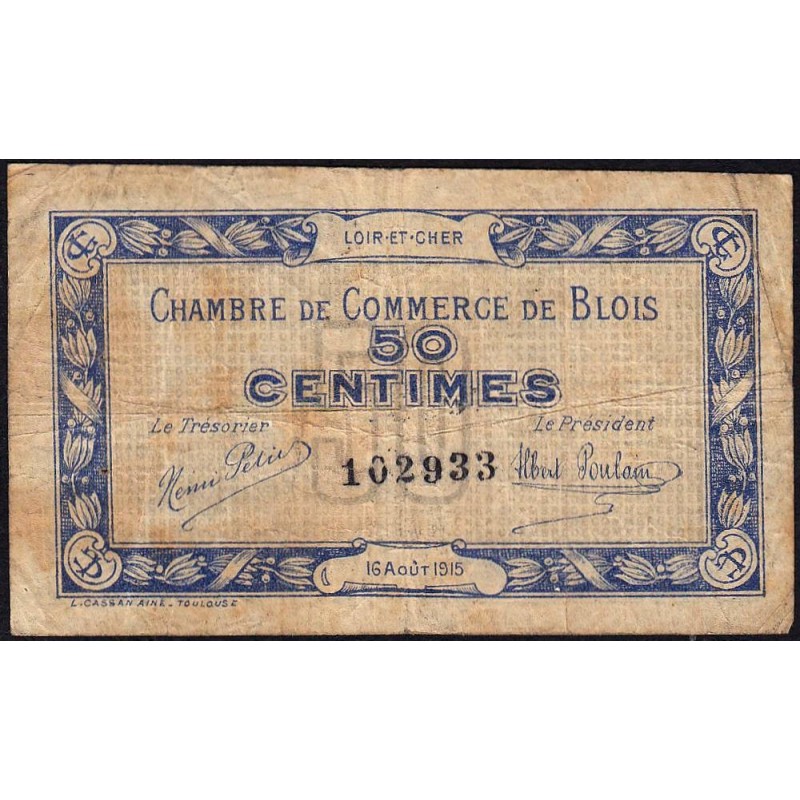 LOIR-ET-CHER
CHAMBRE DE COMMERCE DE BLOIS
50
CENTIMES
Le Trésorier
Le Président
Henri Petit
102933
Albert Poulain
16 AOÛT 1915
L. CASSAN AINE - TOULOUSE